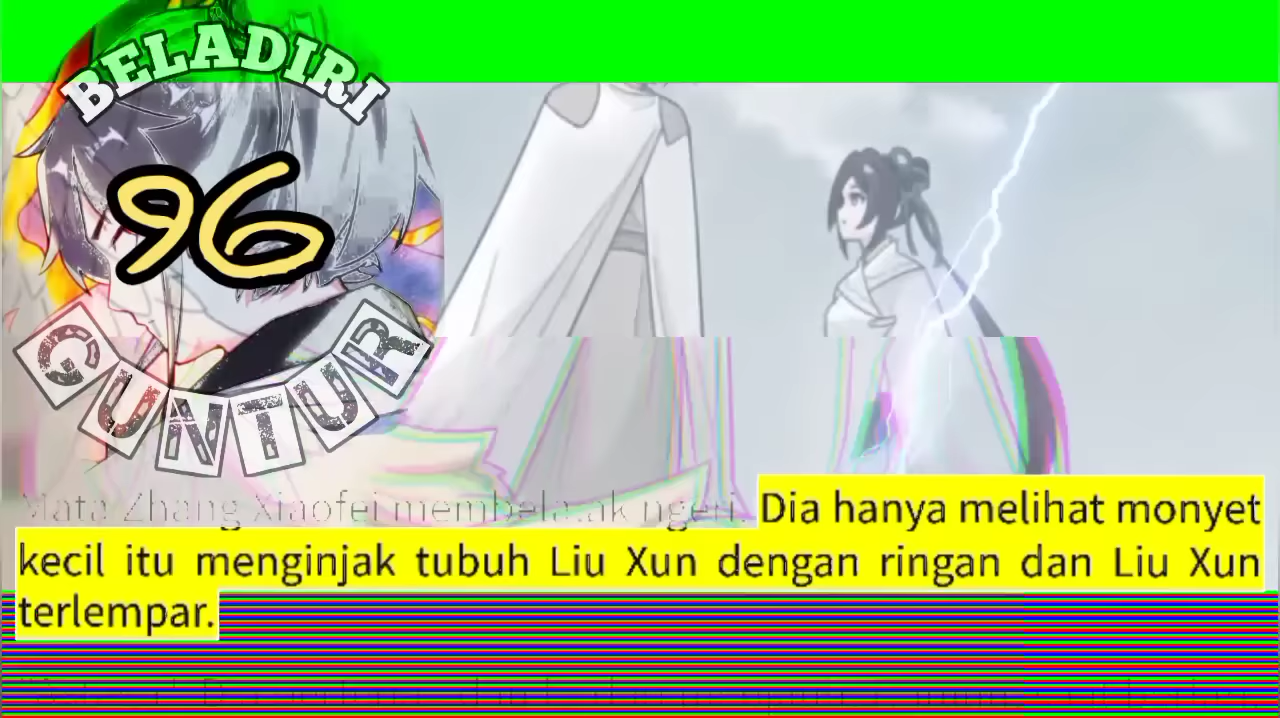 BELADIRI
96
GUNTUR
Mata Zhang Xiaofei membelalak ngeri. Dia hanya melihat monyet
kecil itu menginjak tubuh Liu Xun dengan ringan dan Liu Xun
terlempar.